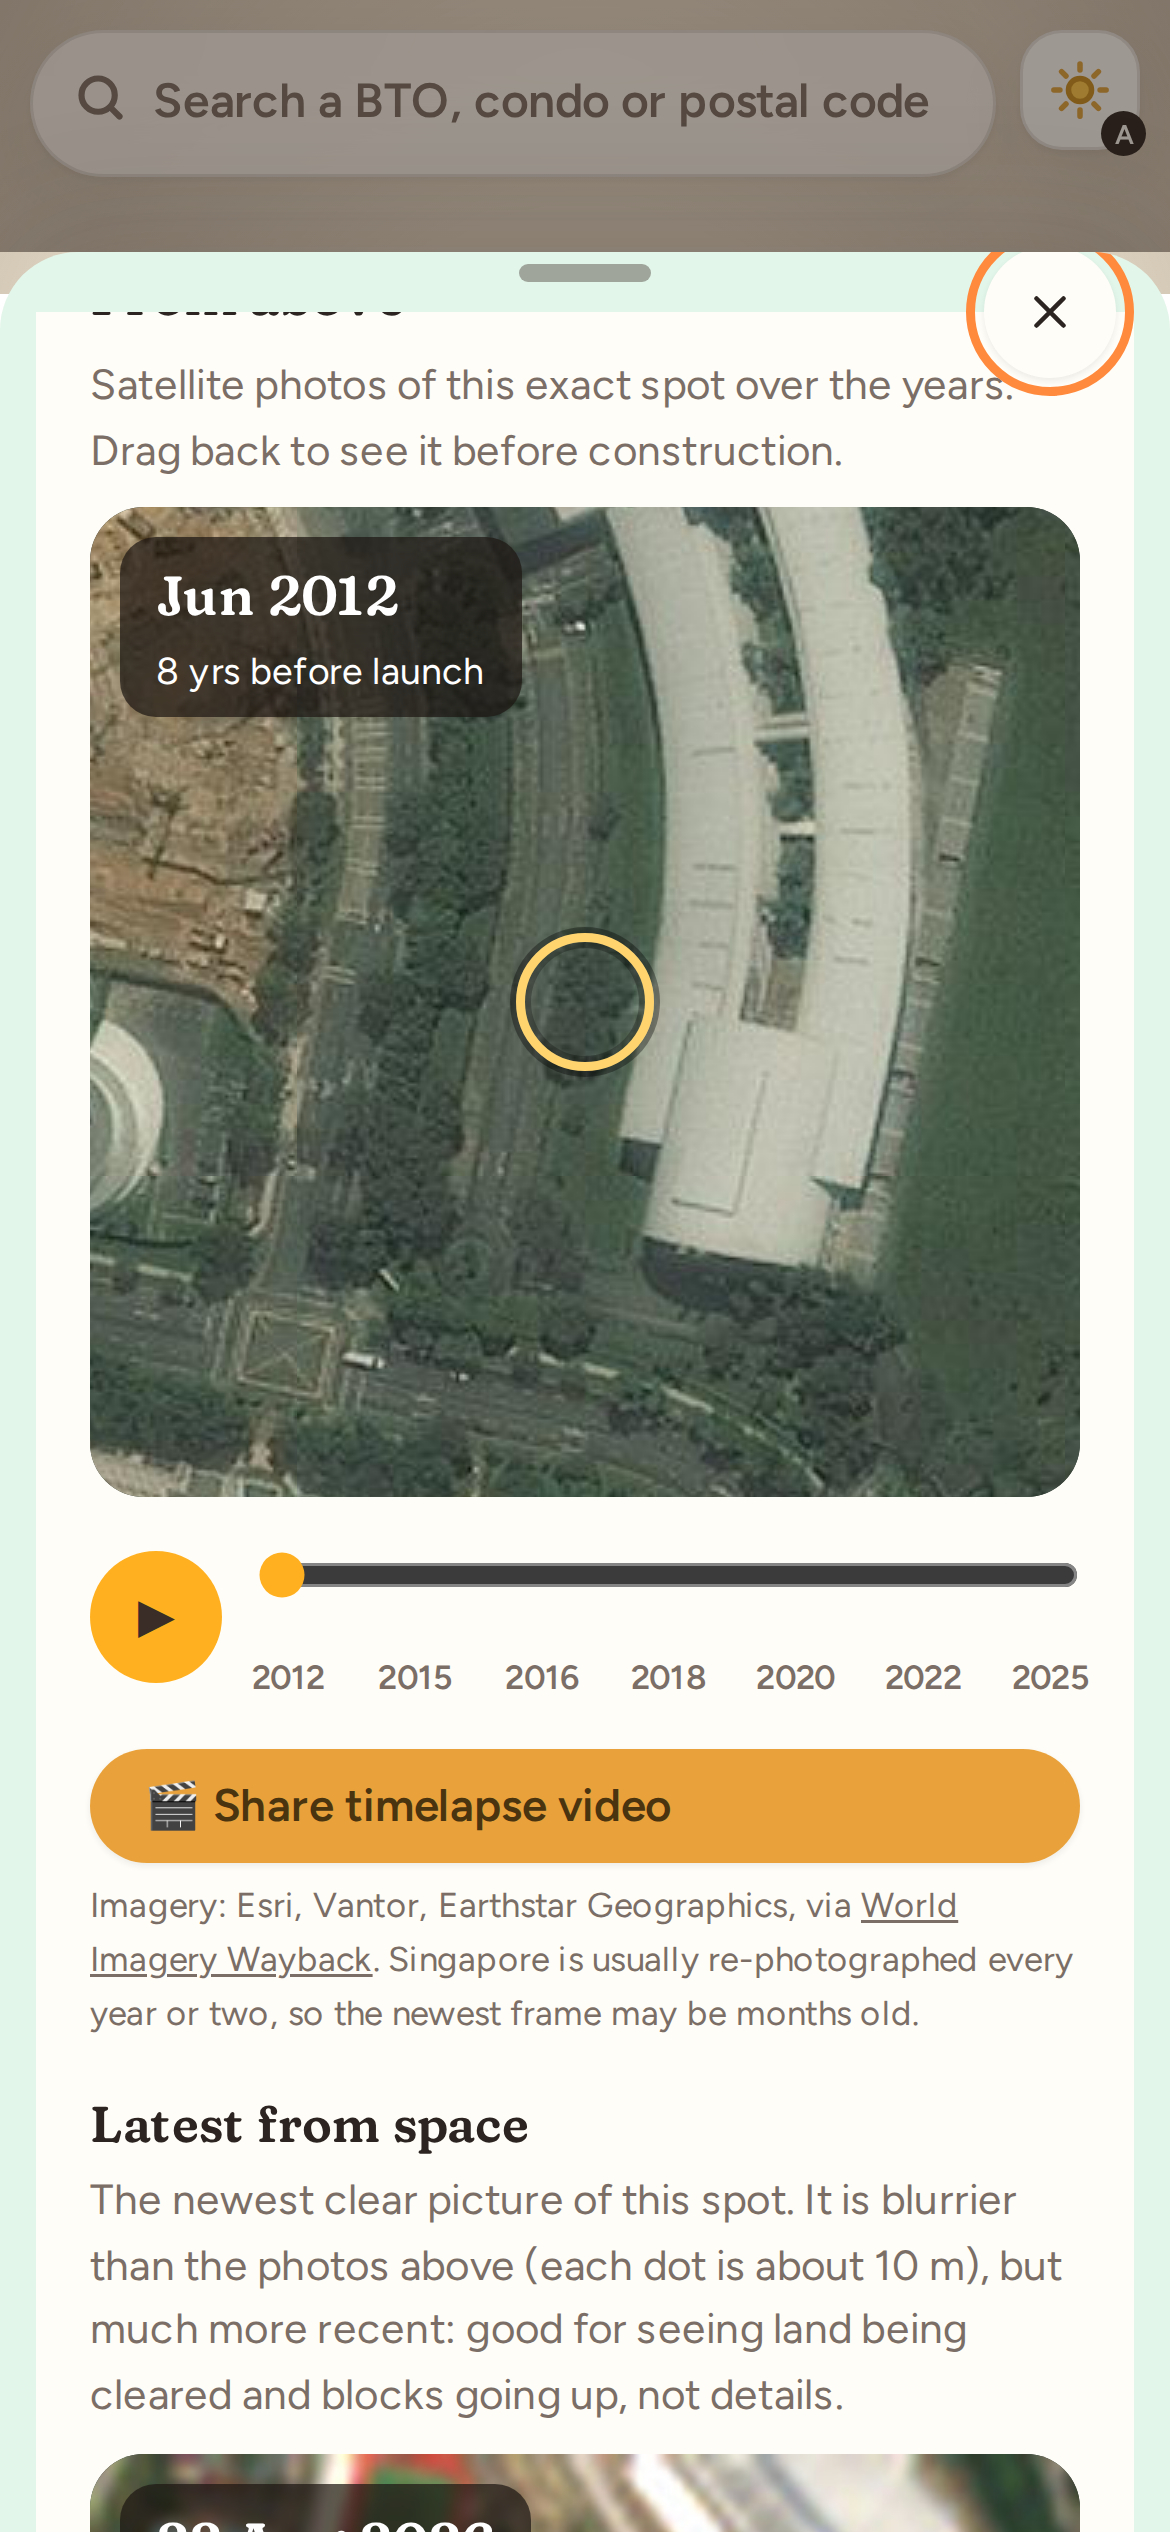 Search a BTO, condo or postal code
A
From above
Satellite photos of this exact spot over the years.
Drag back to see it before construction.
Jun 2012
8 yrs before launch
2012 2015 2016 2018 2020 2022 2025
Share timelapse video
Imagery: Esri, Vantor, Earthstar Geographics, via World
Imagery Wayback. Singapore is usually re-photographed every
year or two, so the newest frame may be months old.
Latest from space
The newest clear picture of this spot. It is blurrier
than the photos above (each dot is about 10 m), but
much more recent: good for seeing land being
cleared and blocks going up, not details.